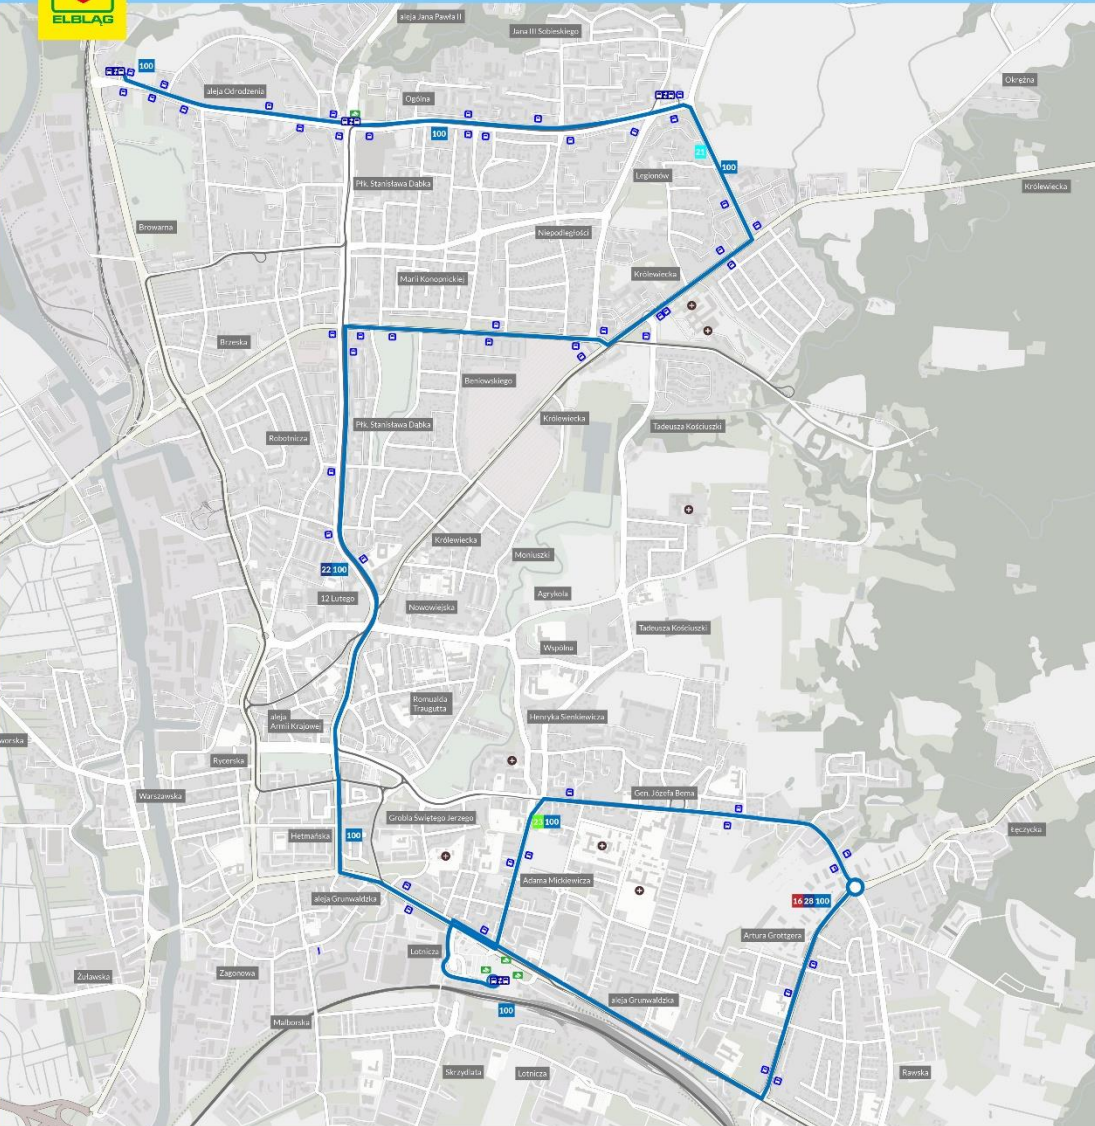 ELBLĄG
aleja Jana Pawła II
Jana III Sobieskiego
100
aleja Odrodzenia
Ogólna
Okrężna
100
21
100
Legionów
Płk. Stanisława Dąbka
Królewiecka
Browarna
Niepodległości
Królewiecka
Marii Konopnickiej
Brzeska
Beniowskiego
Królewiecka
Płk. Stanisława Dąbka
Tadeusza Kościuszki
Robotnicza
Królewiecka
Moniuszki
22 100
12 Lutego
Agrykola
Nowowiejska
Tadeusza Kościuszki
Wspólna
Romualda
Traugutta
aleja
Armii Krajowej
Henryka Sienkiewicza
worska
Rycerska
Warszawska
Gen. Józefa Bema
Grobla Świętego Jerzego
100
Hetmańska
23 100
Łęczycka
Adama Mickiewicza
aleja Grunwaldzka
16 28 100
Artura Grottgera
Lotnicza
Zagonowa
Żuławska
aleja Grunwaldzka
100
Malborska
Skrzydlata
Lotnicza
Rawska